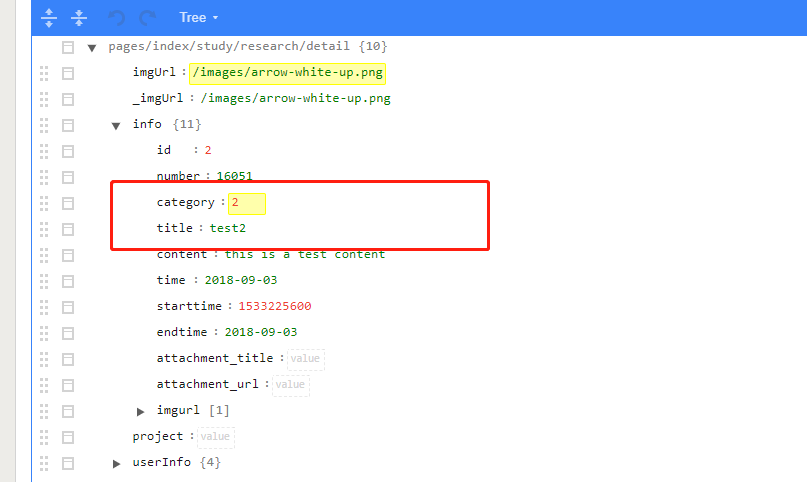 Tree
pages/index/study/research/detail {10}
imgUrl : /images/arrow-white-up.png
_imgUrl : /images/arrow-white-up.png
info {11}
id : 2
number : 16051
category : 2
title : test2
content : this is a test content
time : 2018-09-03
starttime : 1533225600
endtime : 2018-09-03
attachment_title : value
attachment_url : value
imgurl [1]
project : value
userInfo {4}